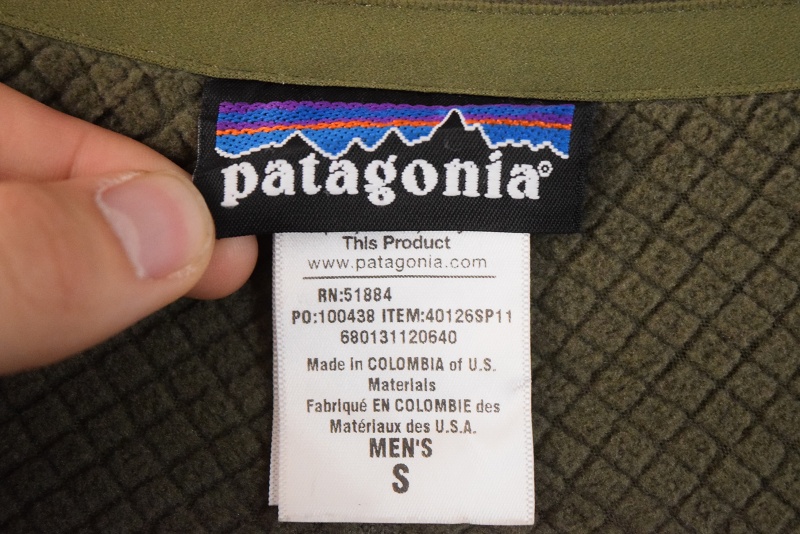 patagonia®
This Product
www.patagonia.com
RN:51884
PO:100438 ITEM:40126SP11
680131120640
Made in COLOMBIA of U.S.
Materials
Fabriqué EN COLOMBIE des
Matériaux des U.S.A.
MEN'S
S